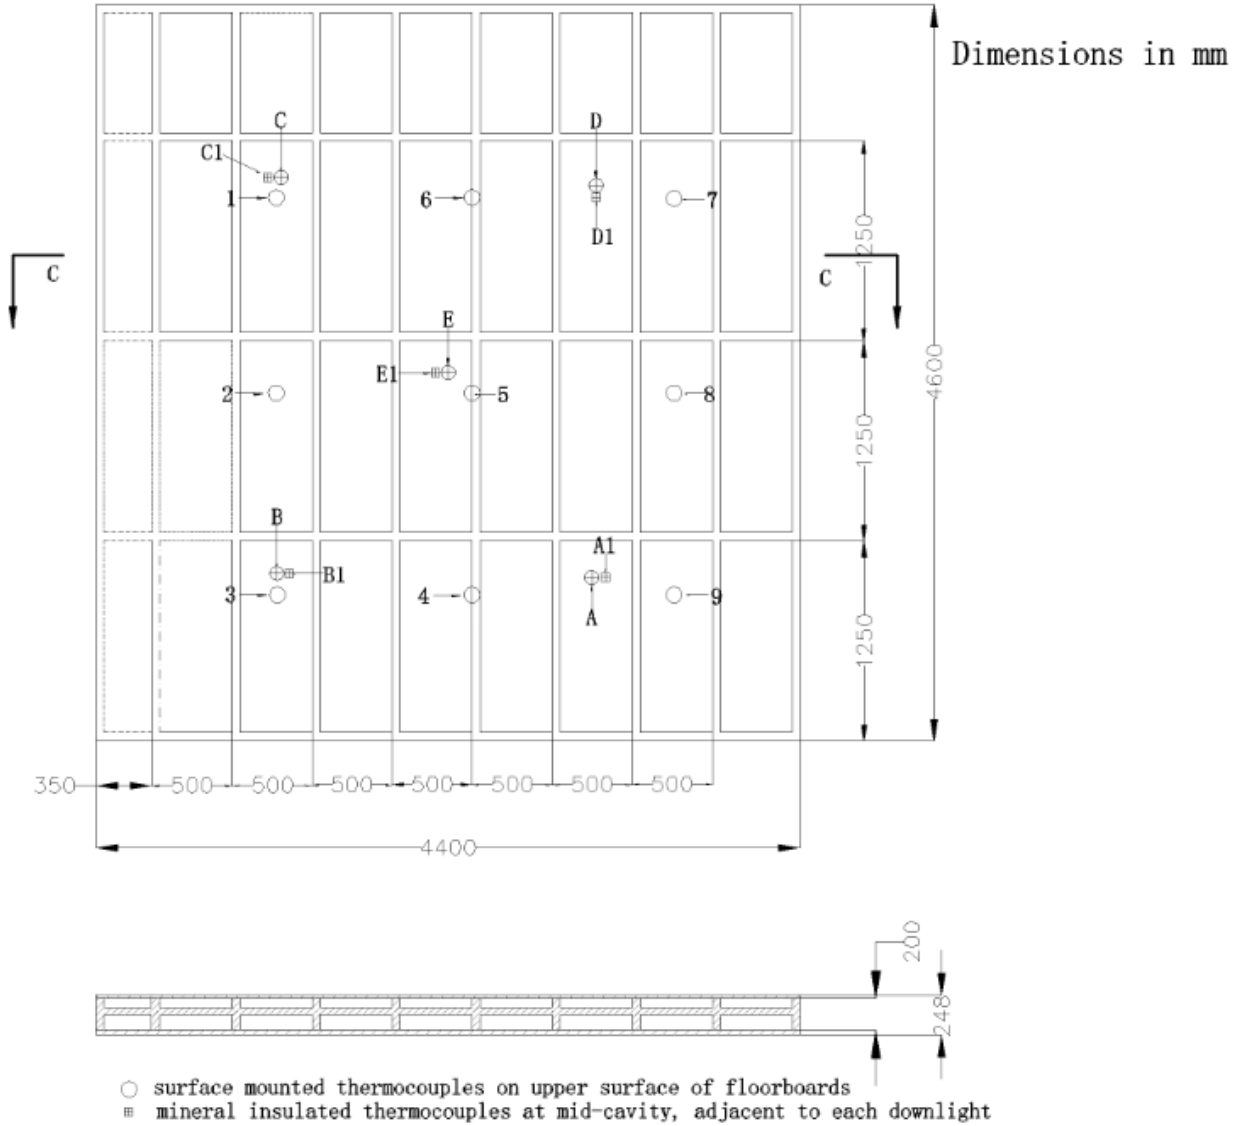 Dimensions in mm
C
D
C1
1
6
7
D1
1250
C
C
E
4600
E1
2
5
8
1250
B
A1
B1
3
4
9
A
1250
350
500
500
500
500
500
500
500
4400
200
248
surface mounted thermocouples on upper surface of floorboards
mineral insulated thermocouples at mid-cavity, adjacent to each downlight